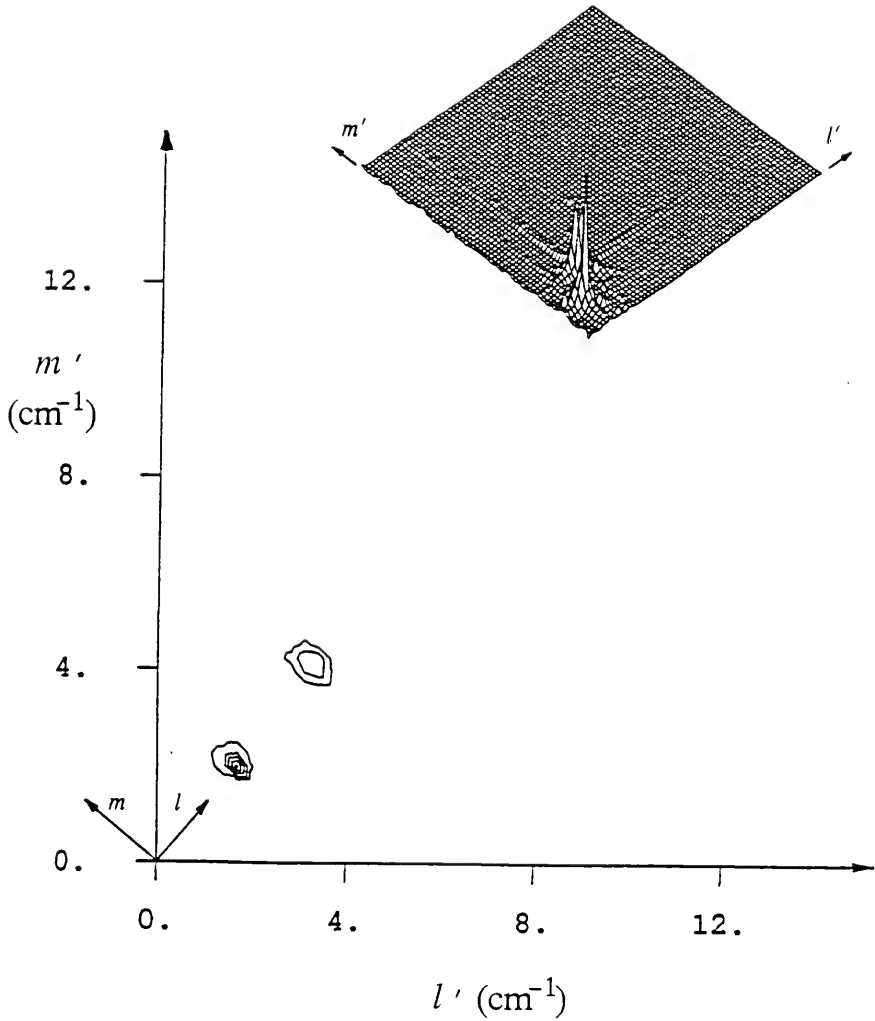 m′
l′
12.
m ′
(cm⁻¹)
8.
4.
m l
0.
0. 4. 8. 12.
l ′ (cm⁻¹)